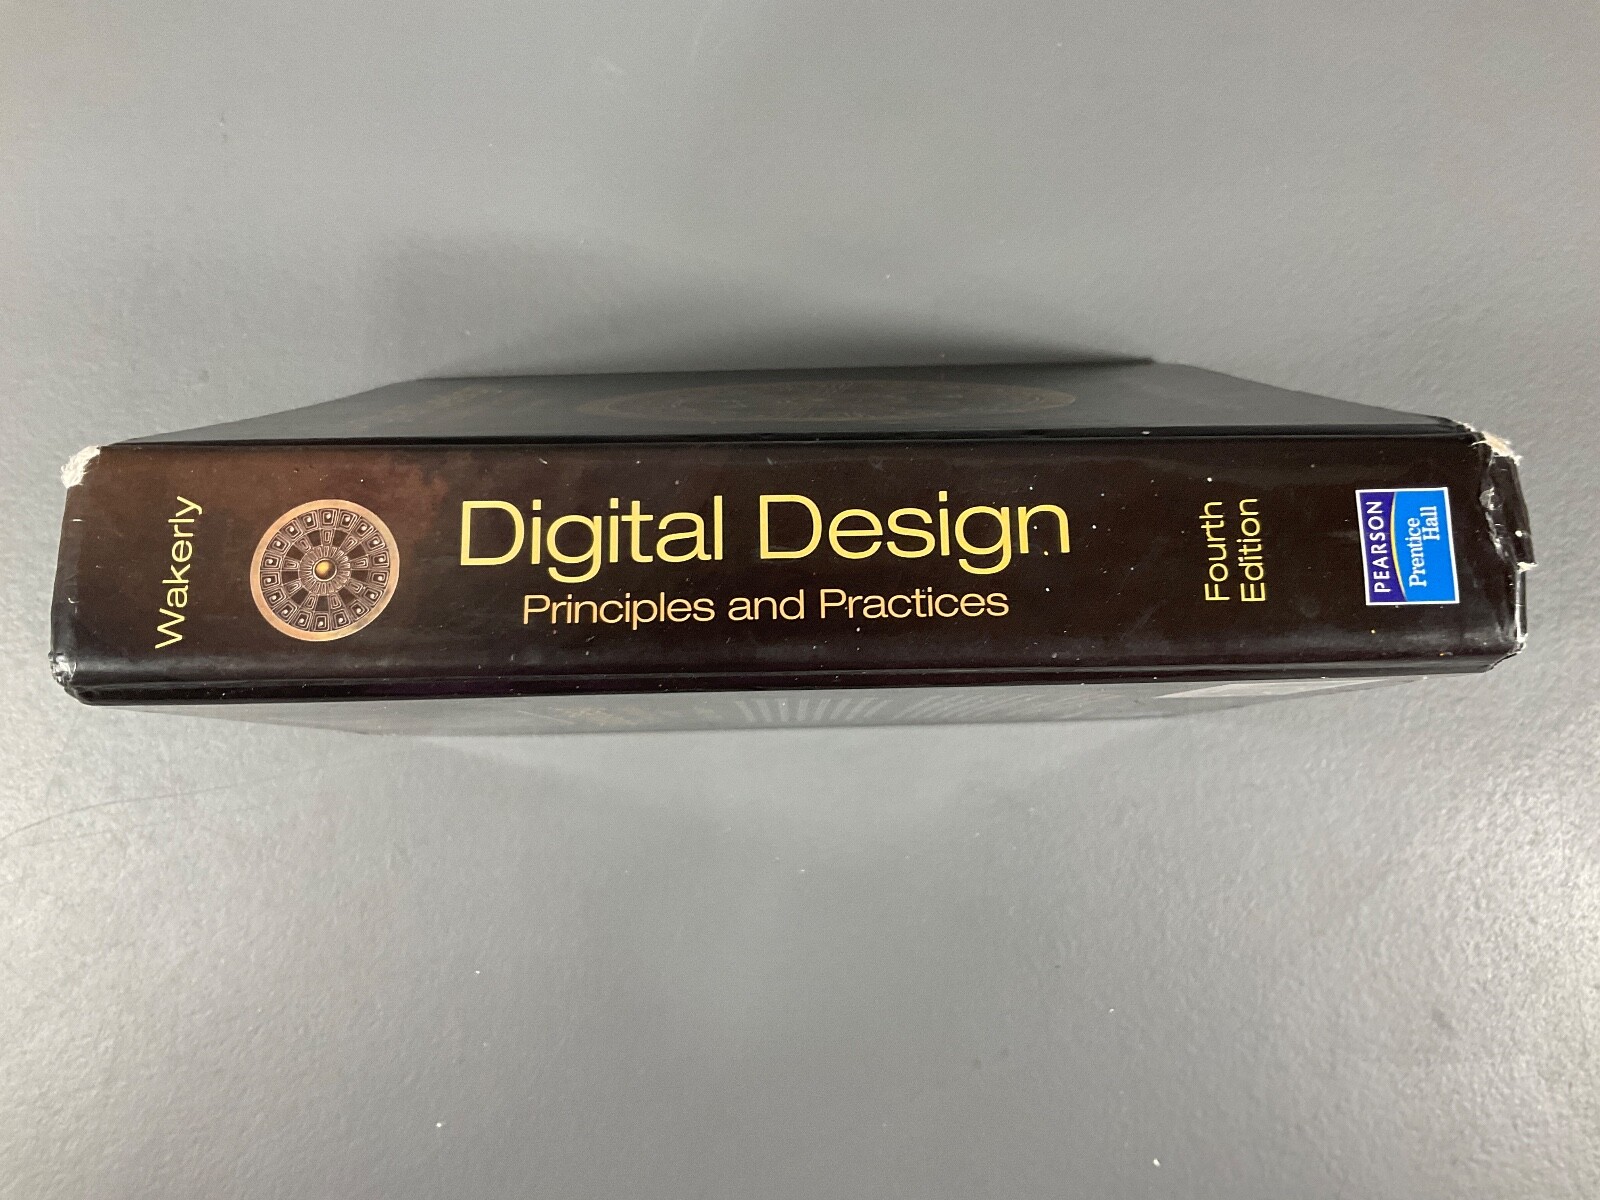 Wakerly
Digital Design
Principles and Practices
Fourth
Edition
PEARSON
Prentice
Hall